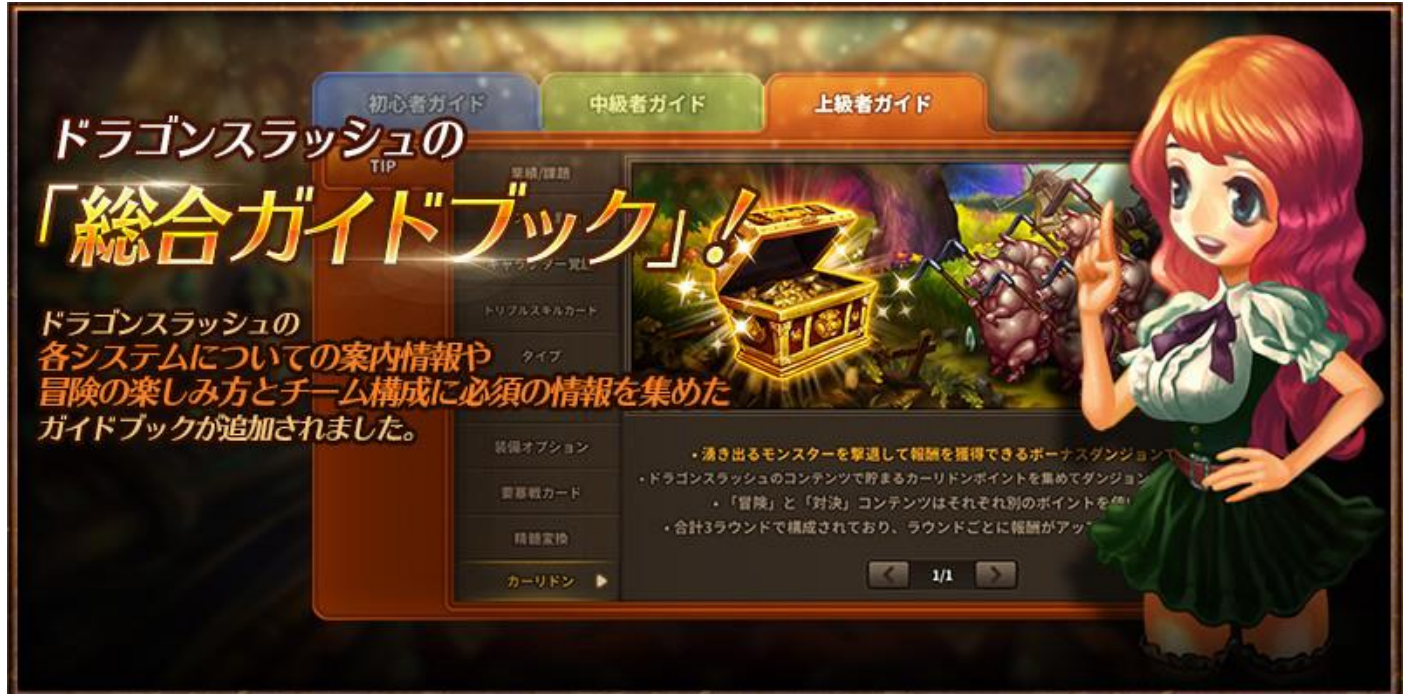 初心者ガイド
中級者ガイド
上級者ガイド
ドラゴンスラッシュの
「総合ガイドブック」!
ドラゴンスラッシュの
各システムについての案内情報や
冒険の楽しみ方とチーム構成に必須の情報を集めた
ガイドブックが追加されました。
TIP
業績/課題
キャラクター覚
トリプルスキルカード
タイプ
装備オプション
要塞戦カード
精髄変換
カーリドン
・湧き出るモンスターを撃退して報酬を獲得できるボーナスダンジョン
・ドラゴンスラッシュのコンテンツで貯まるカーリドンポイントを集めてダンジョン
・「冒険」と「対決」コンテンツはそれぞれ別のポイントを使
・合計3ラウンドで構成されており、ラウンドごとに報酬がアップ
1/1